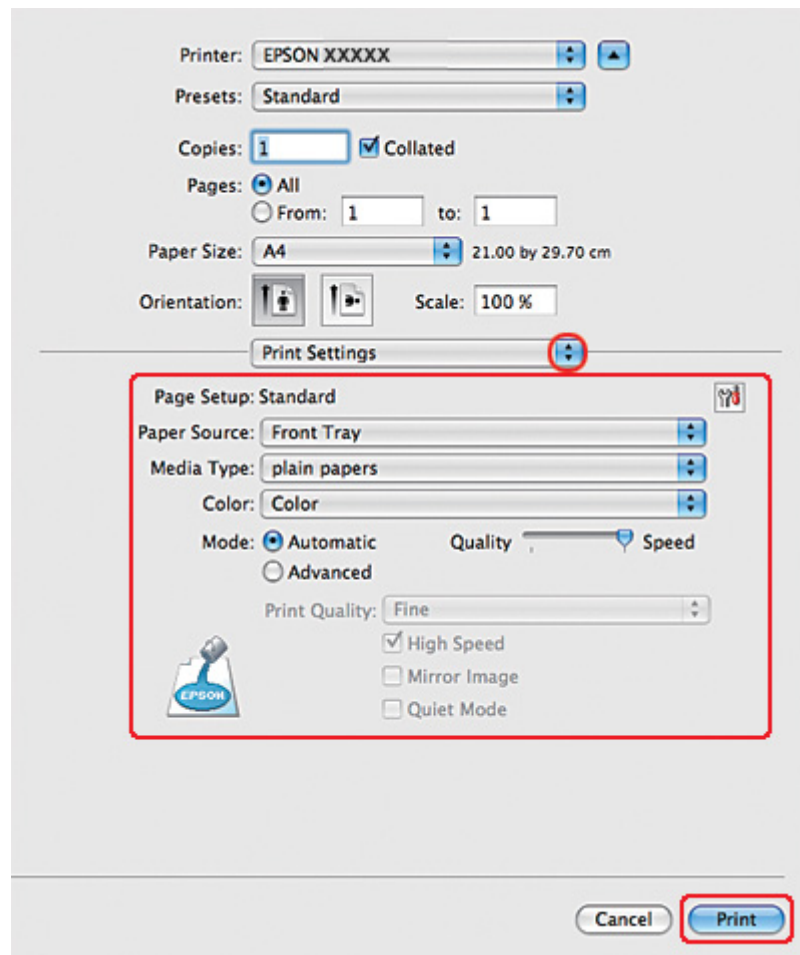 Printer: EPSON XXXXX
Presets: Standard
Copies: 1 Collated
Pages: All
From: 1 to: 1
Paper Size: A4 21.00 by 29.70 cm
Orientation: Scale: 100 %
Print Settings
Page Setup: Standard
Paper Source: Front Tray
Media Type: plain papers
Color: Color
Mode: Automatic Quality Speed
Advanced
Print Quality: Fine
High Speed
Mirror Image
Quiet Mode
EPSON
Cancel Print